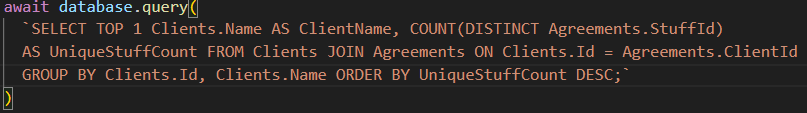 await database.query(
`SELECT TOP 1 Clients.Name AS ClientName, COUNT(DISTINCT Agreements.StuffId)
AS UniqueStuffCount FROM Clients JOIN Agreements ON Clients.Id = Agreements.ClientId
GROUP BY Clients.Id, Clients.Name ORDER BY UniqueStuffCount DESC;`
)